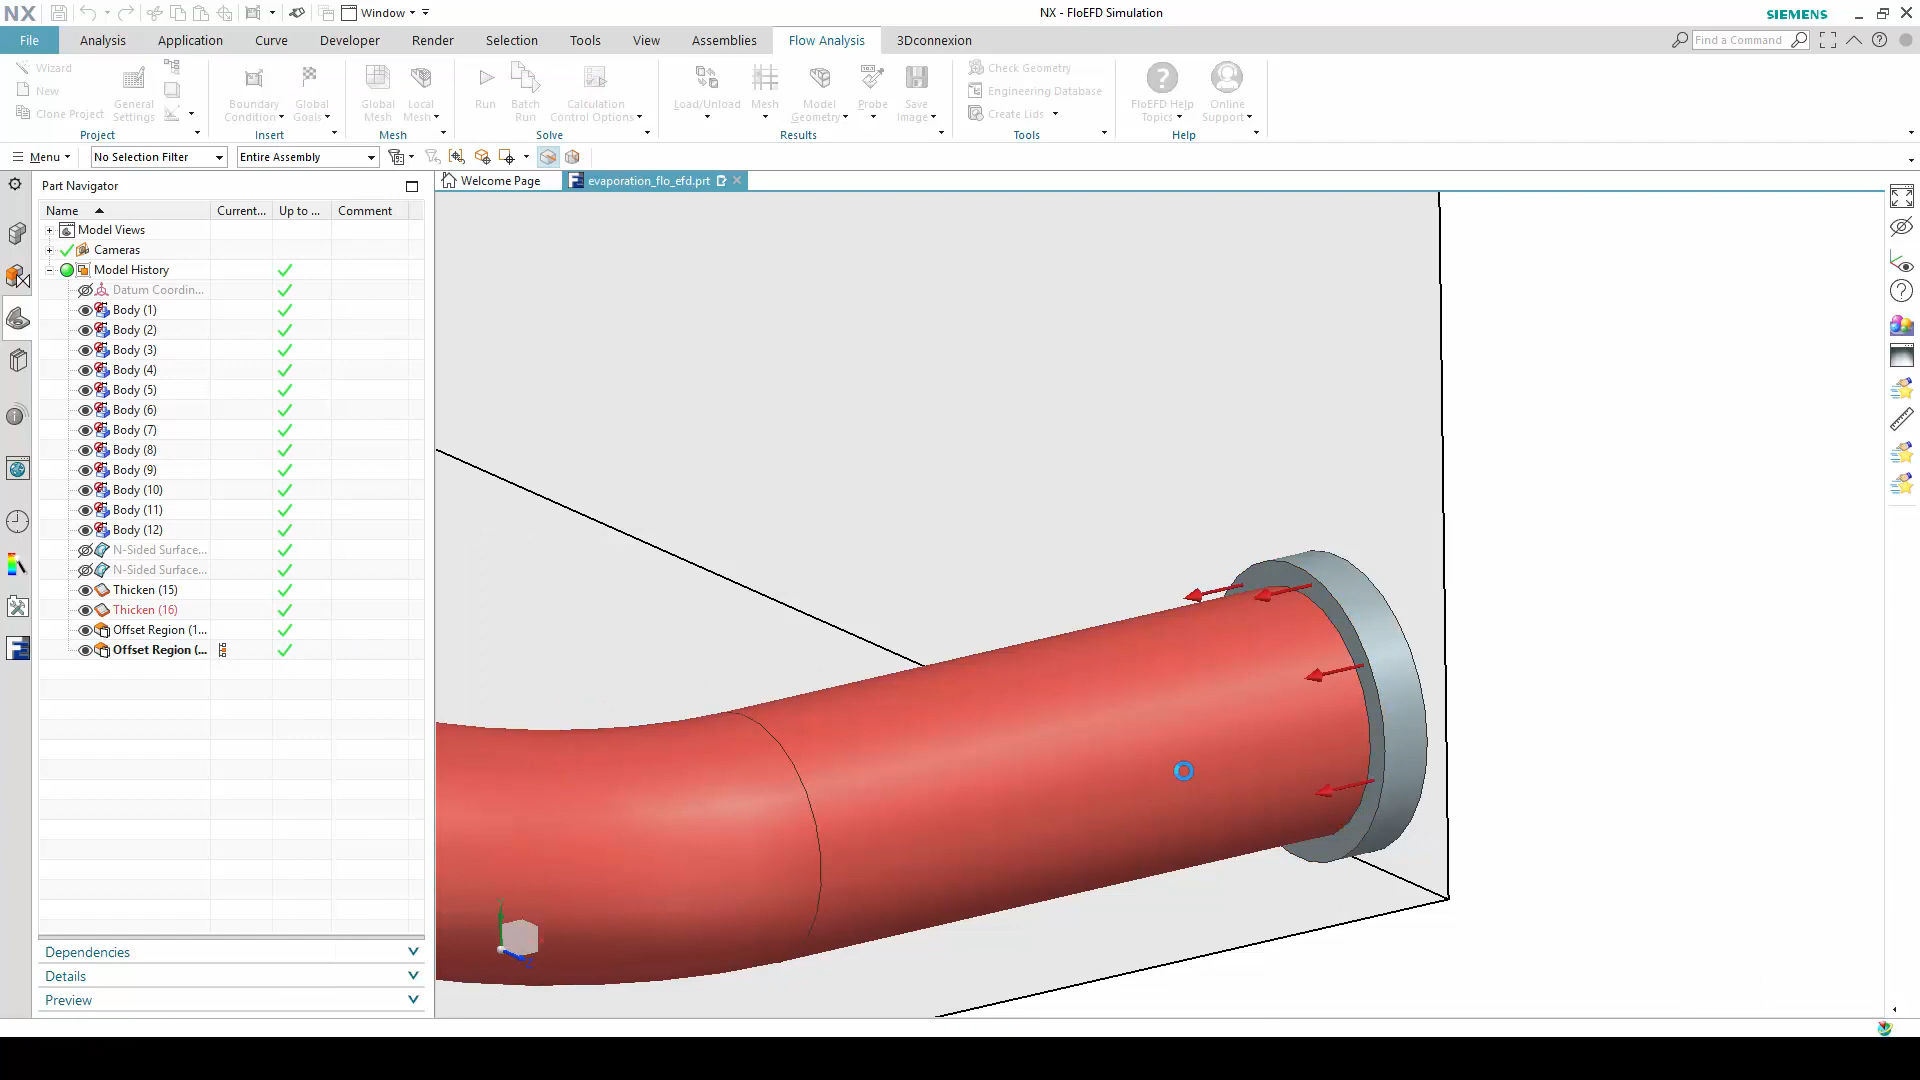 NX
Window
NX - FloEFD Simulation
SIEMENS
File
Analysis
Application
Curve
Developer
Render
Selection
Tools
View
Assemblies
Flow Analysis
3Dconnexion
Find a Command
Wizard
New
Clone Project
General Settings
Project
Boundary Condition
Global Goals
Insert
Global Mesh
Local Mesh
Mesh
Run
Batch Run
Calculation Control Options
Solve
Load/Unload
Mesh
Model Geometry
Probe
Save Image
Results
Check Geometry
Engineering Database
Create Lids
Tools
FloEFD Help Topics
Online Support
Help
Menu
No Selection Filter
Entire Assembly
Part Navigator
Welcome Page
evaporation_flo_efd.prt
Name
Current...
Up to ...
Comment
Model Views
Cameras
Model History
Datum Coordin...
Body (1)
Body (2)
Body (3)
Body (4)
Body (5)
Body (6)
Body (7)
Body (8)
Body (9)
Body (10)
Body (11)
Body (12)
N-Sided Surface...
N-Sided Surface...
Thicken (15)
Thicken (16)
Offset Region (1...
Offset Region (...
Dependencies
Details
Preview